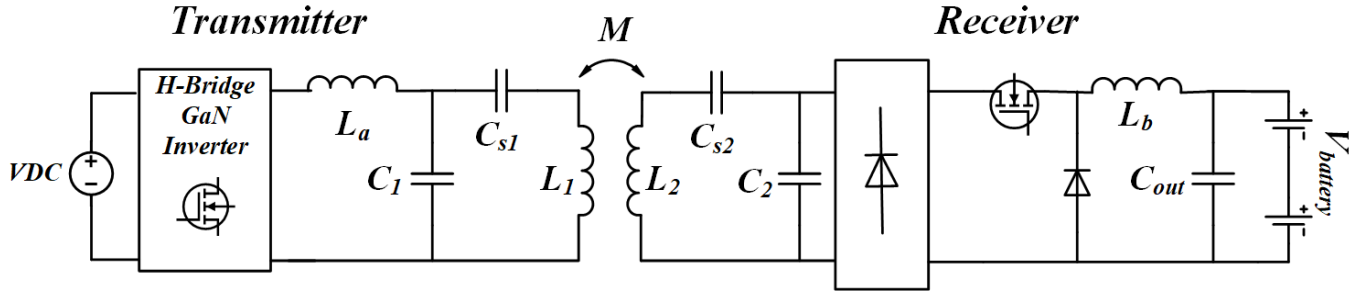 Transmitter
Receiver
M
H-Bridge
GaN
Inverter
VDC
+
−
La
Cs1
C1
L1
L2
Cs2
C2
Lb
Cout
+
-
+
-
Vbattery